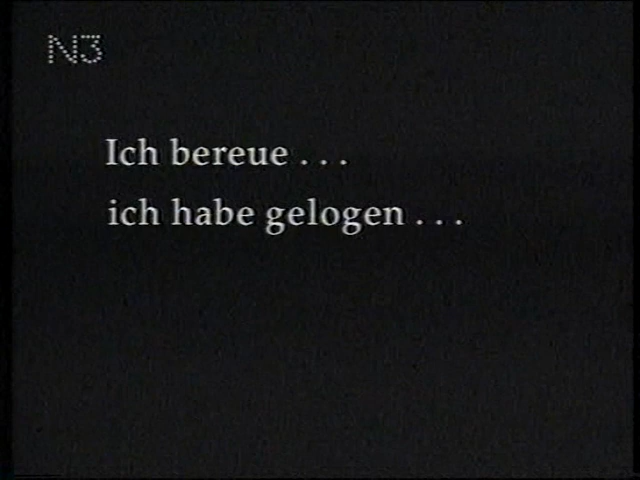 N3
Ich bereue . . .
ich habe gelogen . . .